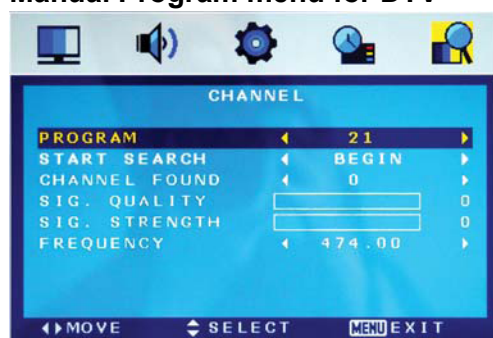 Manual Program menu for DTV
CHANNEL
PROGRAM 21
START SEARCH BEGIN
CHANNEL FOUND 0
SIG. QUALITY 0
SIG. STRENGTH 0
FREQUENCY 474.00
MOVE SELECT MENU EXIT